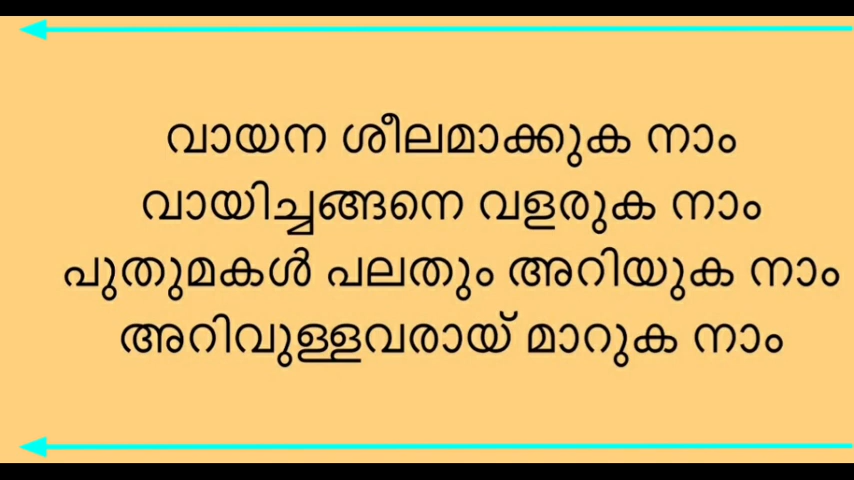 വായന ശീലമാക്കുക നാം
വായിച്ചങ്ങനെ വളരുക നാം
പുതുമകൾ പലതും അറിയുക നാം
അറിവുള്ളവരായ് മാറുക നാം